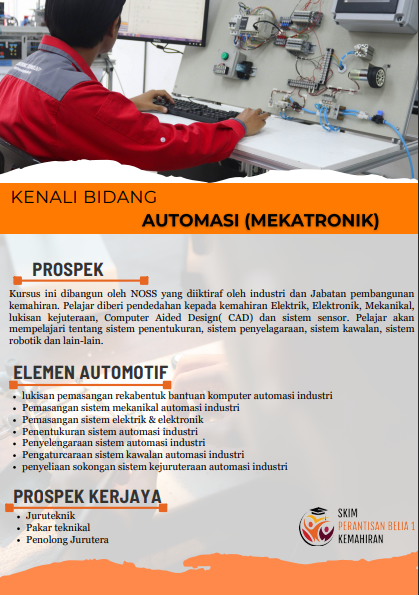 KENALI BIDANG
AUTOMASI (MEKATRONIK)
PROSPEK
Kursus ini dibangun oleh NOSS yang diiktiraf oleh industri dan Jabatan pembangunan
kemahiran. Pelajar diberi pendedahan kepada kemahiran Elektrik, Elektronik, Mekanikal,
lukisan kejuteraan, Computer Aided Design( CAD) dan sistem sensor. Pelajar akan
mempelajari tentang sistem penentukuran, sistem penyelagaraan, sistem kawalan, sistem
robotik dan lain-lain.
ELEMEN AUTOMOTIF
• lukisan pemasangan rekabentuk bantuan komputer automasi industri
• Pemasangan sistem mekanikal automasi industri
• Pemasangan sistem elektrik & elektronik
• Penentukuran sistem automasi industri
• Penyelengaraan sistem automasi industri
• Pengaturcaraan sistem kawalan automasi industri
• penyeliaan sokongan sistem kejuruteraan automasi industri
PROSPEK KERJAYA
• Juruteknik
• Pakar teknikal
• Penolong Jurutera
SKIM
PERANTISAN BELIA 1
KEMAHIRAN